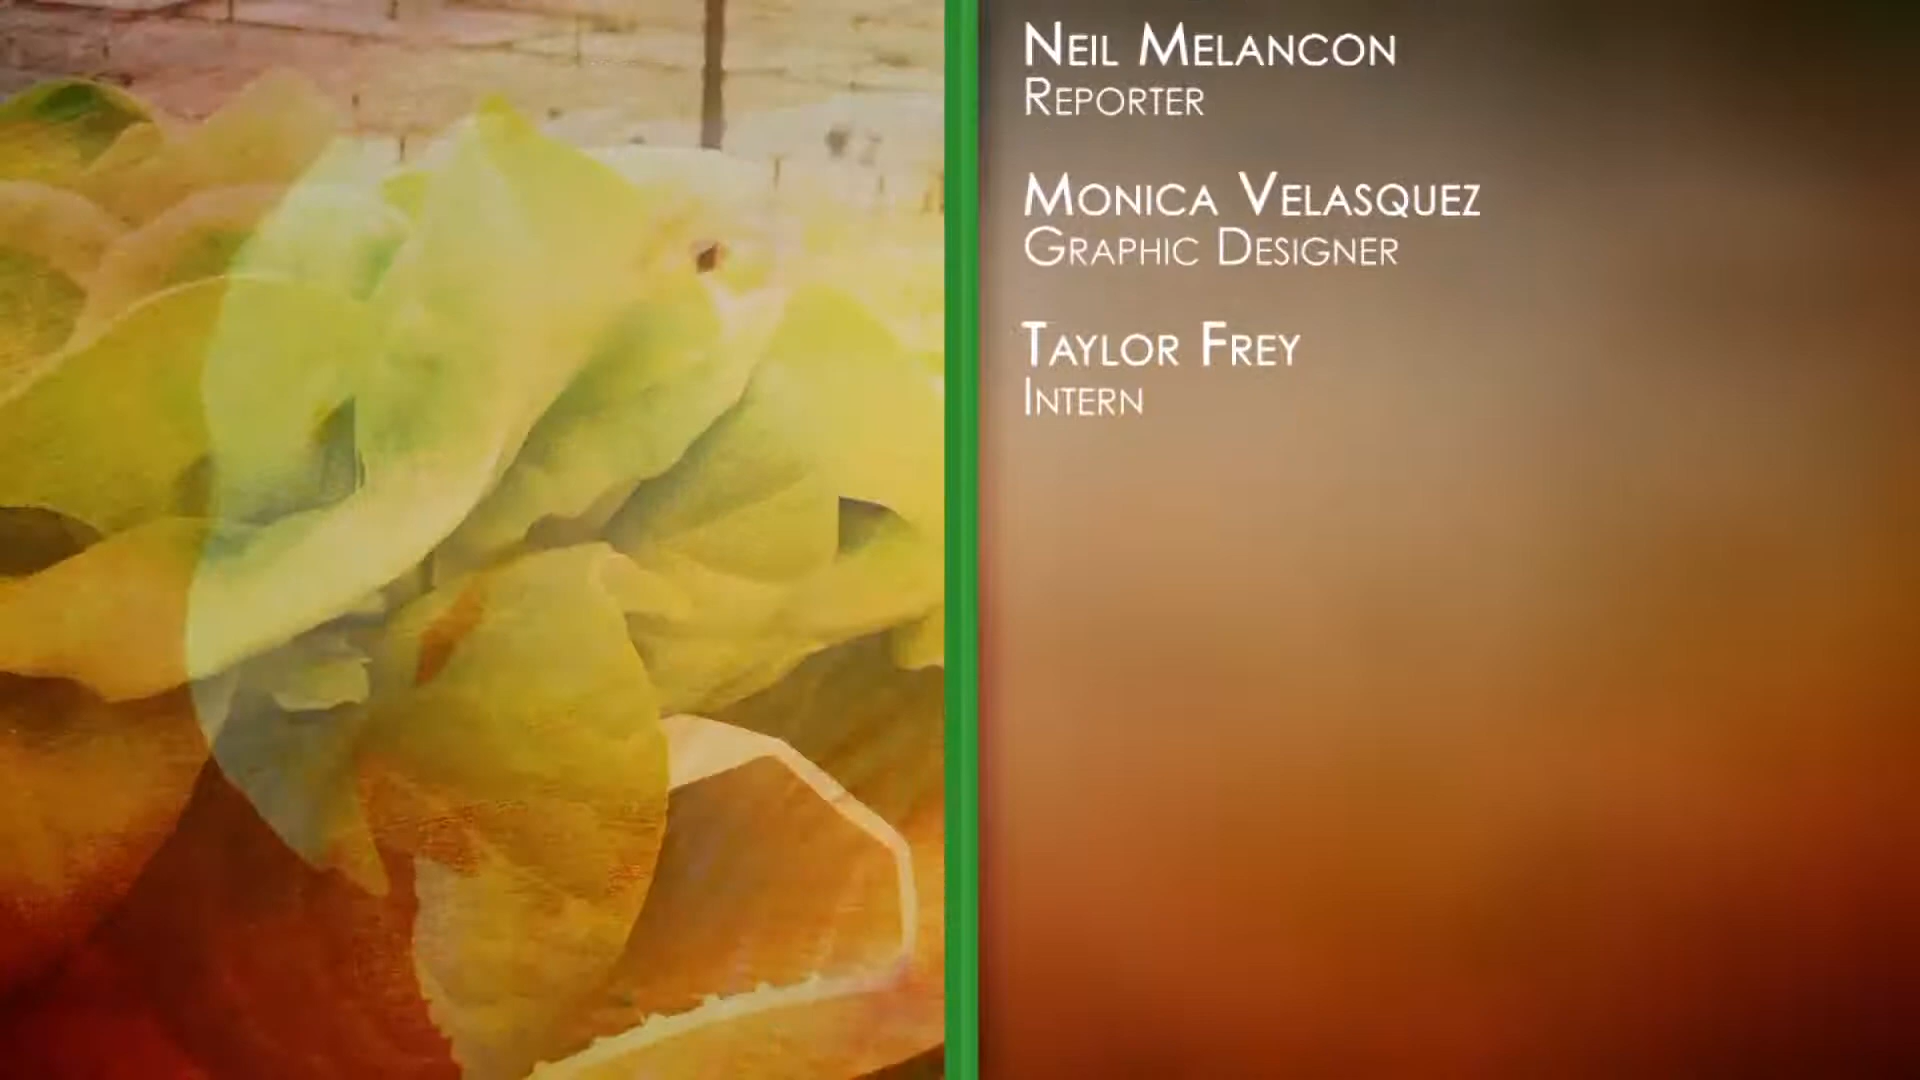 Neil Melancon
Reporter
Monica Velasquez
Graphic Designer
Taylor Frey
Intern